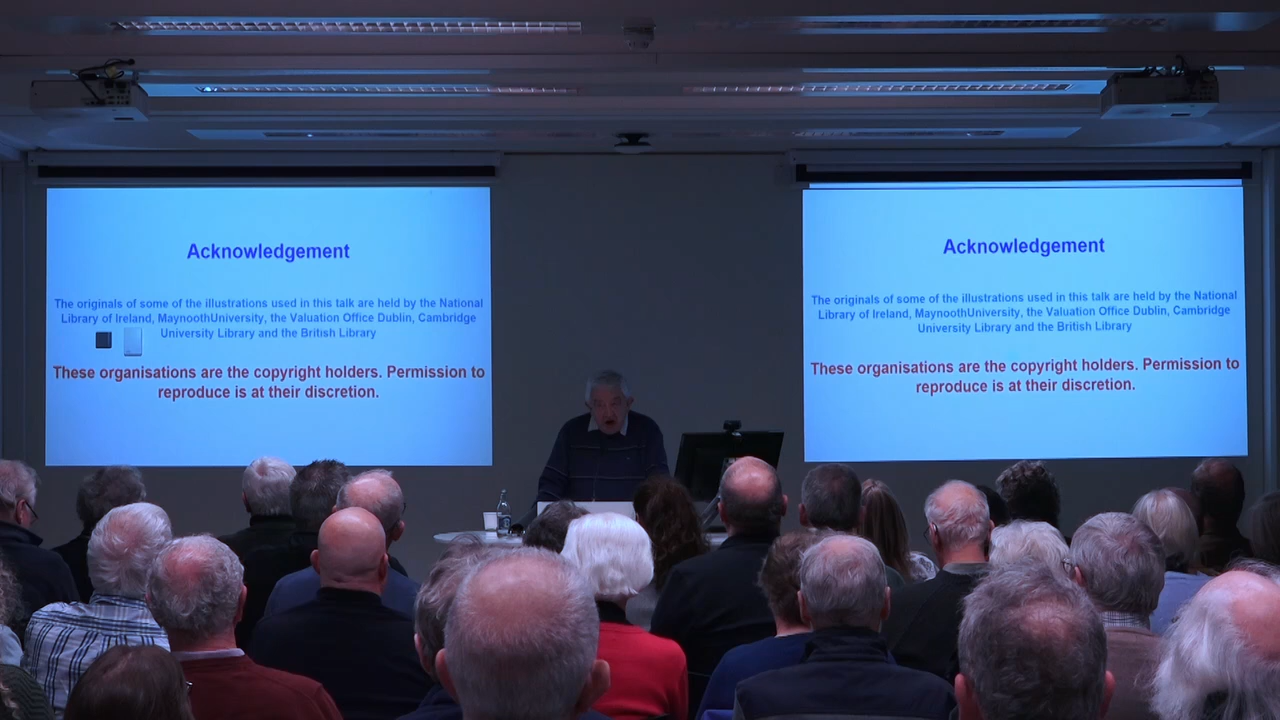 Acknowledgement
The originals of some of the illustrations used in this talk are held by the National
Library of Ireland, MaynoothUniversity, the Valuation Office Dublin, Cambridge
University Library and the British Library
These organisations are the copyright holders. Permission to
reproduce is at their discretion.
Acknowledgement
The originals of some of the illustrations used in this talk are held by the National
Library of Ireland, MaynoothUniversity, the Valuation Office Dublin, Cambridge
University Library and the British Library
These organisations are the copyright holders. Permission to
reproduce is at their discretion.